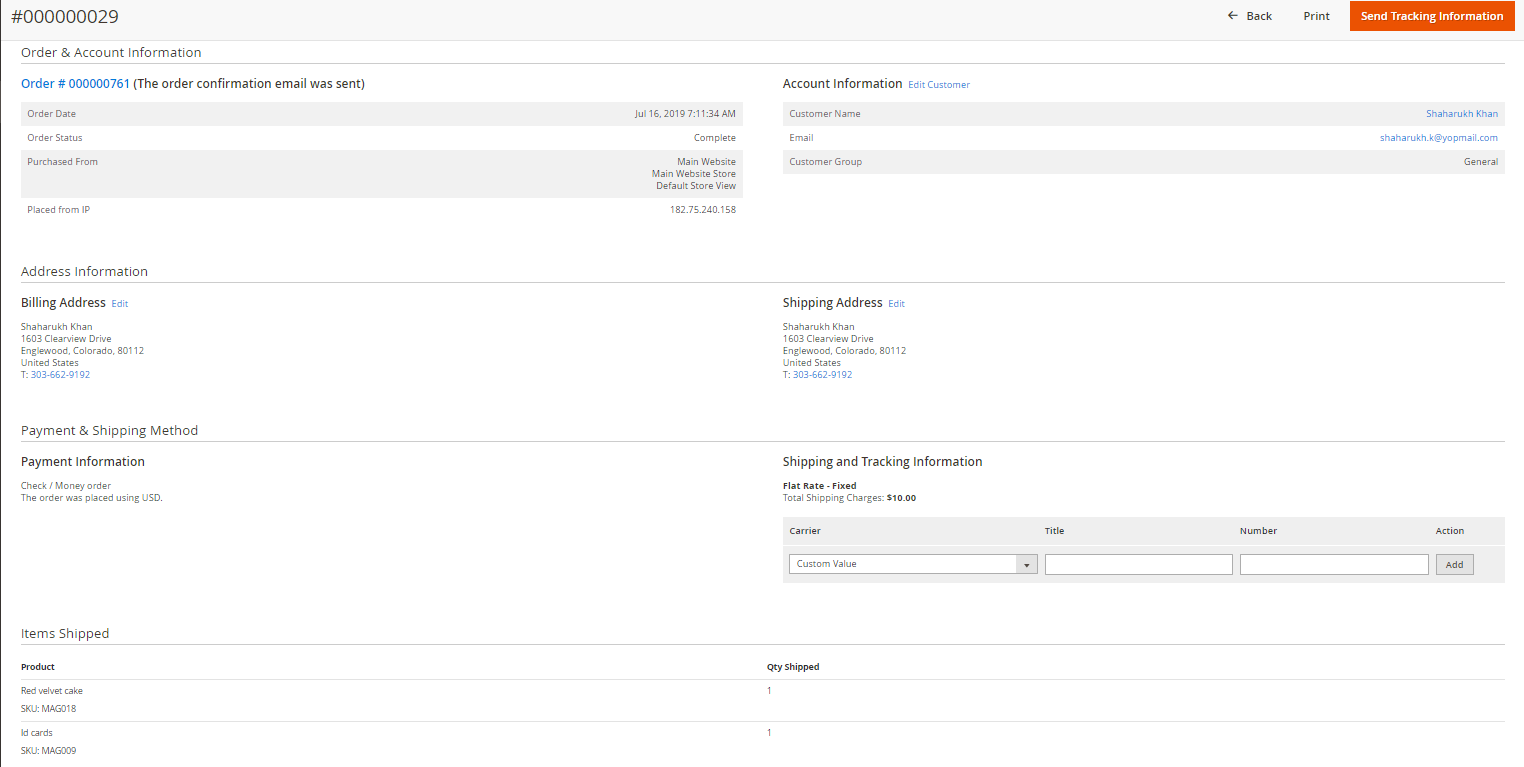 #000000029
← Back Print Send Tracking Information
Order & Account Information
Order # 000000761 (The order confirmation email was sent)
Order Date Jul 16, 2019 7:11:34 AM
Order Status Complete
Purchased From Main Website
Main Website Store
Default Store View
Placed from IP 182.75.240.158
Account Information Edit Customer
Customer Name Shaharukh Khan
Email shaharukh.k@yopmail.com
Customer Group General
Address Information
Billing Address Edit
Shaharukh Khan
1603 Clearview Drive
Englewood, Colorado, 80112
United States
T: 303-662-9192
Shipping Address Edit
Shaharukh Khan
1603 Clearview Drive
Englewood, Colorado, 80112
United States
T: 303-662-9192
Payment & Shipping Method
Payment Information
Check / Money order
The order was placed using USD.
Shipping and Tracking Information
Flat Rate - Fixed
Total Shipping Charges: $10.00
Carrier Title Number Action
Custom Value Add
Items Shipped
Product Qty Shipped
Red velvet cake 1
SKU: MAG018
Id cards 1
SKU: MAG009